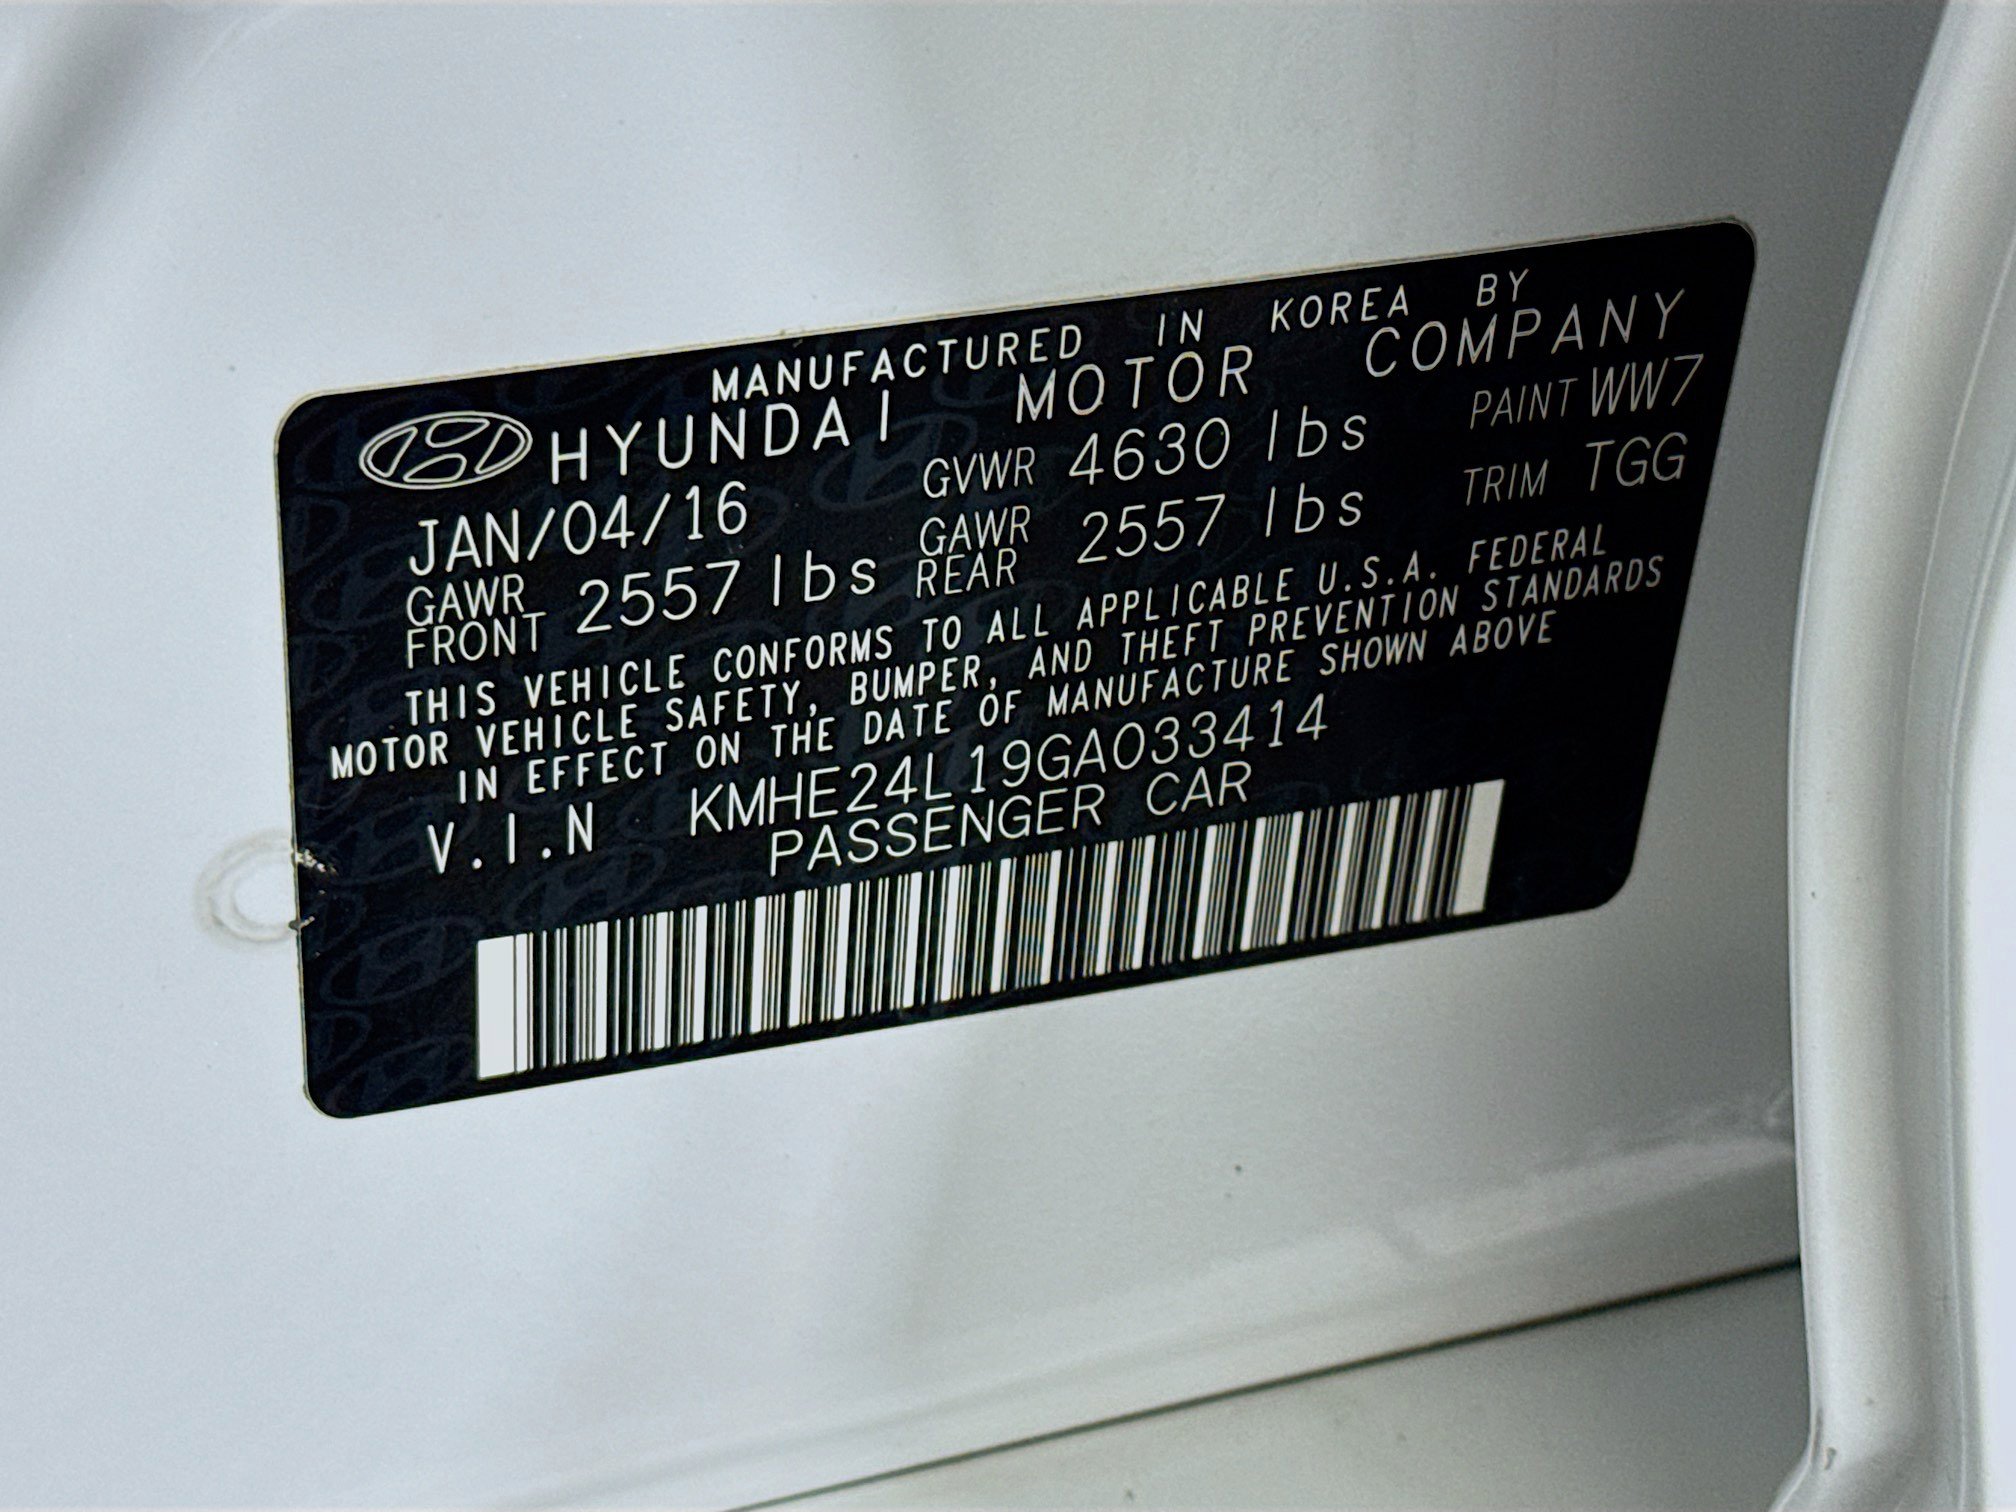 MANUFACTURED IN KOREA BY
HYUNDAI MOTOR COMPANY
JAN/04/16 GVWR 4630 lbs PAINT WW7
GAWR FRONT 2557 lbs GAWR REAR 2557 lbs TRIM TGG
THIS VEHICLE CONFORMS TO ALL APPLICABLE U.S.A. FEDERAL
MOTOR VEHICLE SAFETY, BUMPER, AND THEFT PREVENTION STANDARDS
IN EFFECT ON THE DATE OF MANUFACTURE SHOWN ABOVE
V.I.N KMHE24L19GA033414
PASSENGER CAR